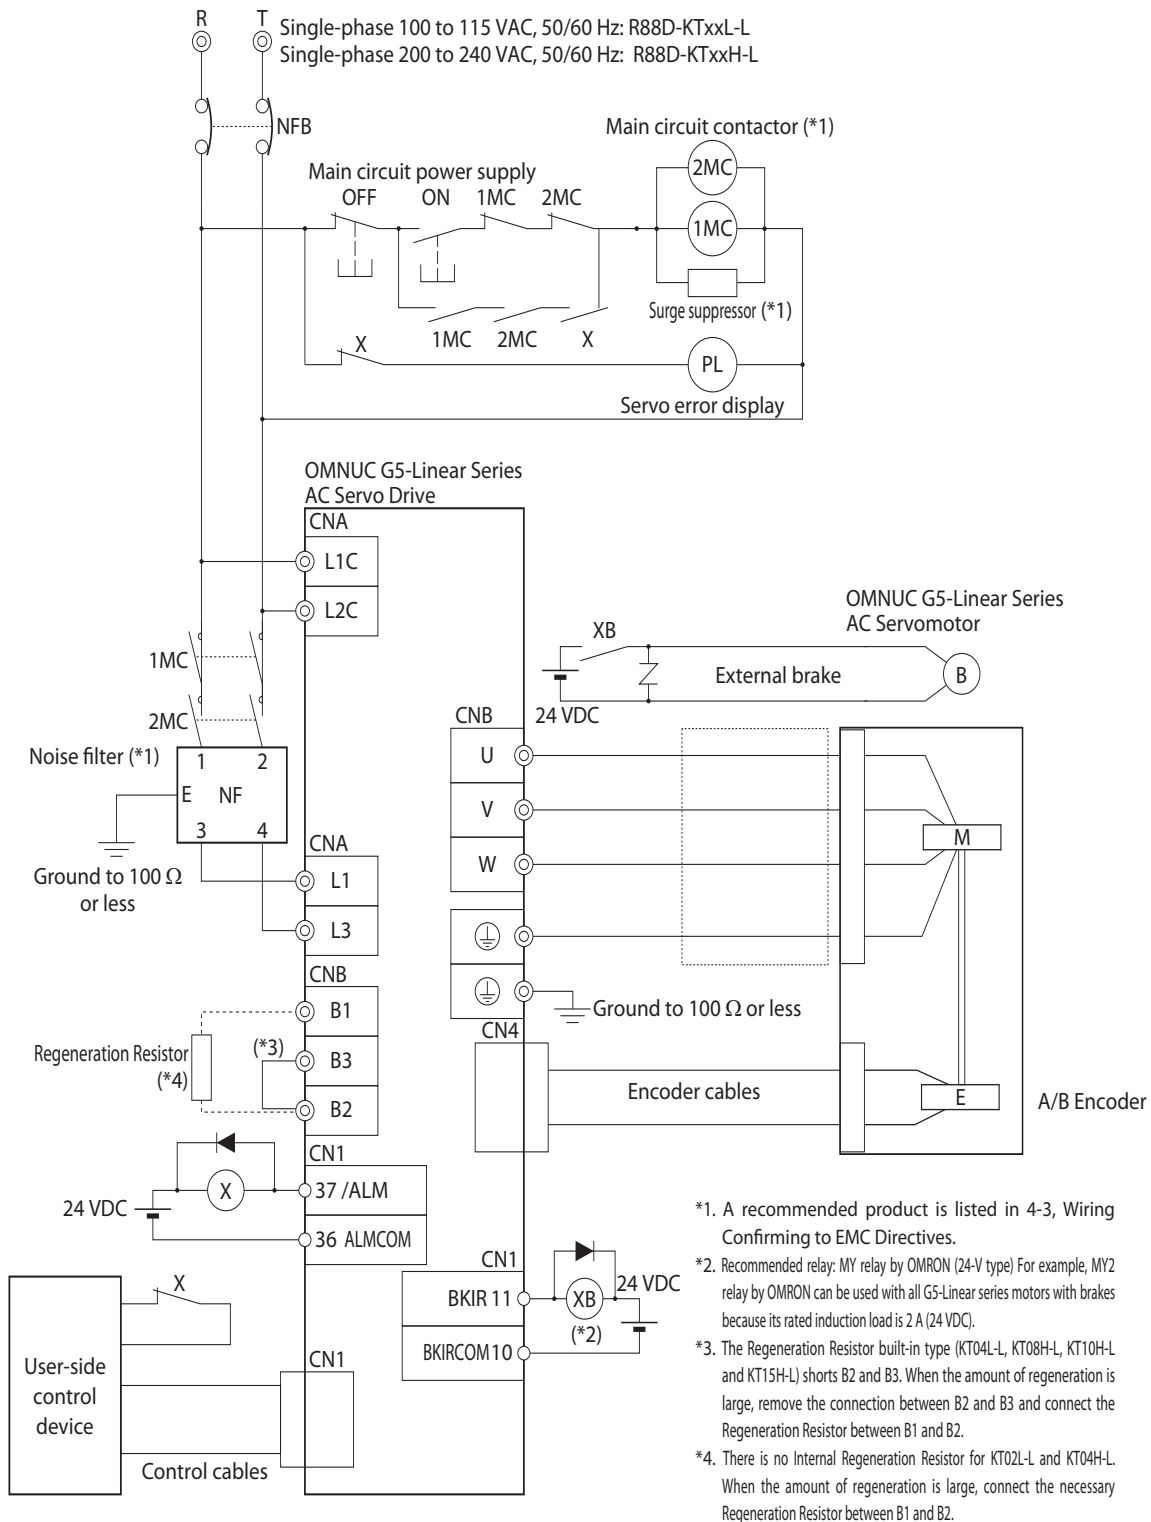 R T
Single-phase 100 to 115 VAC, 50/60 Hz: R88D-KTxxL-L
Single-phase 200 to 240 VAC, 50/60 Hz: R88D-KTxxH-L
NFB
Main circuit contactor (*1)
Main circuit power supply
2MC
OFF ON 1MC 2MC
1MC
Surge suppressor (*1)
1MC 2MC X
X
PL
Servo error display
OMNUC G5-Linear Series
AC Servo Drive
CNA
L1C
L2C
OMNUC G5-Linear Series
AC Servomotor
XB
1MC
External brake
B
24 VDC
2MC
CNB
Noise filter (*1)
1 2
U
E NF
V
3 4
M
CNA
W
Ground to 100 Ω
or less
L1
L3
CNB
B1
Ground to 100 Ω or less
CN4
Regeneration Resistor
(*4)
(*3)
B3
Encoder cables
E
A/B Encoder
B2
CN1
X
37 /ALM
24 VDC
36 ALMCOM
CN1
X
BKIR 11
XB
24 VDC
(*2)
BKIRCOM 10
CN1
User-side
control
device
Control cables
*1. A recommended product is listed in 4-3, Wiring
Confirming to EMC Directives.
*2. Recommended relay: MY relay by OMRON (24-V type) For example, MY2
relay by OMRON can be used with all G5-Linear series motors with brakes
because its rated induction load is 2 A (24 VDC).
*3. The Regeneration Resistor built-in type (KT04L-L, KT08H-L, KT10H-L
and KT15H-L) shorts B2 and B3. When the amount of regeneration is
large, remove the connection between B2 and B3 and connect the
Regeneration Resistor between B1 and B2.
*4. There is no Internal Regeneration Resistor for KT02L-L and KT04H-L.
When the amount of regeneration is large, connect the necessary
Regeneration Resistor between B1 and B2.